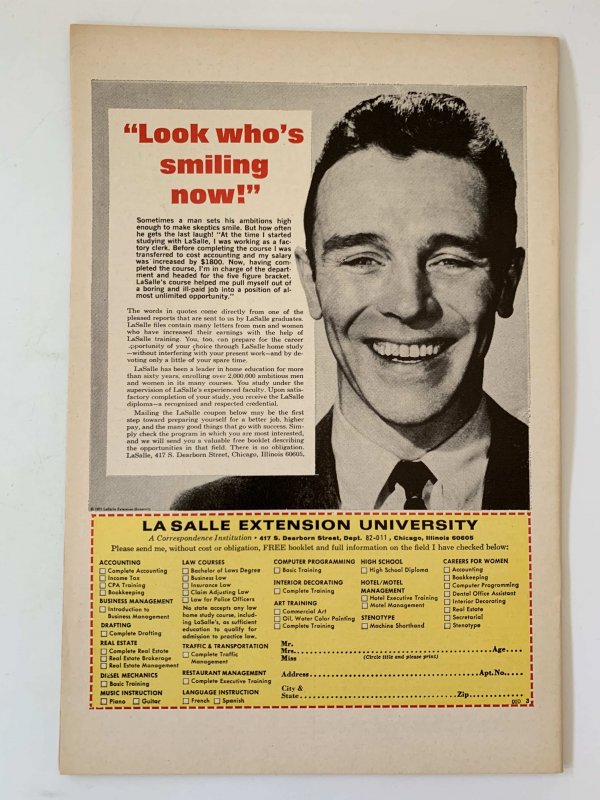 “Look who’s
smiling
now!”
Sometimes a man sets his ambitions high
enough to make skeptics smile. But how often
he gets the last laugh! “At the time I started
studying with LaSalle, I was working as a fac-
tory clerk. Before completing the course I was
transferred to cost accounting and my salary
was increased by $1800. Now, having com-
pleted the course, I’m in charge of the depart-
ment and headed for the five figure bracket.
LaSalle’s course helped me pull myself out of
a boring and ill-paid job into a position of al-
most unlimited opportunity.”
The words in quotes come directly from one of the
pleased reports that are sent to us by LaSalle graduates.
LaSalle files contain many letters from men and women
who have increased their earnings with the help of
LaSalle training. You, too, can prepare for the career
opportunity of your choice through LaSalle home study
—without interfering with your present work—and by de-
voting only a little of your spare time.
LaSalle has been a leader in home education for more
than sixty years, enrolling over 2,000,000 ambitious men
and women in its many courses. You study under the
supervision of LaSalle’s experienced faculty. Upon satis-
factory completion of your study, you receive the LaSalle
diploma—a recognized and respected credential.
Mailing the LaSalle coupon below may be the first
step toward preparing yourself for a better job, higher
pay, and the many good things that go with success. Sim-
ply check the program in which you are most interested,
and we will send you a valuable free booklet describing
the opportunities in that field. There is no obligation.
LaSalle, 417 S. Dearborn Street, Chicago, Illinois 60605.
LaSalle Extension University
LA SALLE EXTENSION UNIVERSITY
A Correspondence Institution • 417 S. Dearborn Street, Dept. 82-011, Chicago, Illinois 60605
Please send me, without cost or obligation, FREE booklet and full information on the field I have checked below:
ACCOUNTING
Complete Accounting
Income Tax
CPA Training
Bookkeeping
BUSINESS MANAGEMENT
Introduction to
Business Management
DRAFTING
Complete Drafting
REAL ESTATE
Complete Real Estate
Real Estate Brokerage
Real Estate Management
DIESEL MECHANICS
Basic Training
MUSIC INSTRUCTION
Piano Guitar
LAW COURSES
Bachelor of Laws Degree
Business Law
Insurance Law
Claim Adjusting Law
Law for Police Officers
No state accepts any law
home study course, includ-
ing LaSalle’s, as sufficient
education to qualify for
admission to practice law.
TRAFFIC & TRANSPORTATION
Complete Traffic
Management
RESTAURANT MANAGEMENT
Complete Executive Training
LANGUAGE INSTRUCTION
French Spanish
COMPUTER PROGRAMMING
Basic Training
INTERIOR DECORATING
Complete Training
ART TRAINING
Commercial Art
Oil, Water Color Painting
Complete Training
HIGH SCHOOL
High School Diploma
HOTEL/MOTEL
MANAGEMENT
Hotel Executive Training
Motel Management
STENOTYPE
Machine Shorthand
CAREERS FOR WOMEN
Accounting
Bookkeeping
Computer Programming
Dental Office Assistant
Interior Decorating
Real Estate
Secretarial
Stenotype
Mr.
Mrs. Age
Miss (Circle title and please print)
Address Apt.No.
City &
State Zip
3